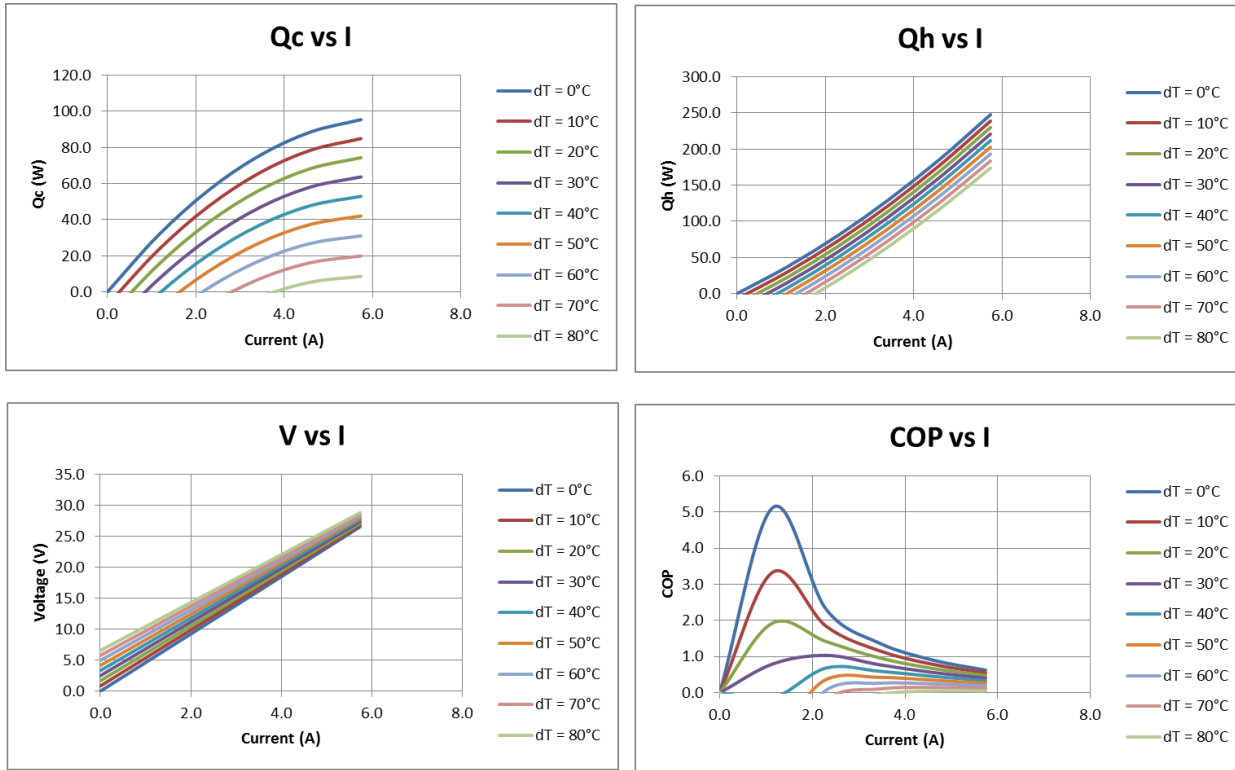 Qc vs I
120.0
100.0
80.0
60.0
40.0
20.0
0.0
Qc (W)
0.0 2.0 4.0 6.0 8.0
Current (A)
dT = 0°C
dT = 10°C
dT = 20°C
dT = 30°C
dT = 40°C
dT = 50°C
dT = 60°C
dT = 70°C
dT = 80°C
Qh vs I
300.0
250.0
200.0
150.0
100.0
50.0
0.0
Qh (W)
0.0 2.0 4.0 6.0 8.0
Current (A)
dT = 0°C
dT = 10°C
dT = 20°C
dT = 30°C
dT = 40°C
dT = 50°C
dT = 60°C
dT = 70°C
dT = 80°C
V vs I
35.0
30.0
25.0
20.0
15.0
10.0
5.0
0.0
Voltage (V)
0.0 2.0 4.0 6.0 8.0
Current (A)
dT = 0°C
dT = 10°C
dT = 20°C
dT = 30°C
dT = 40°C
dT = 50°C
dT = 60°C
dT = 70°C
dT = 80°C
COP vs I
6.0
5.0
4.0
3.0
2.0
1.0
0.0
COP
0.0 2.0 4.0 6.0 8.0
Current (A)
dT = 0°C
dT = 10°C
dT = 20°C
dT = 30°C
dT = 40°C
dT = 50°C
dT = 60°C
dT = 70°C
dT = 80°C